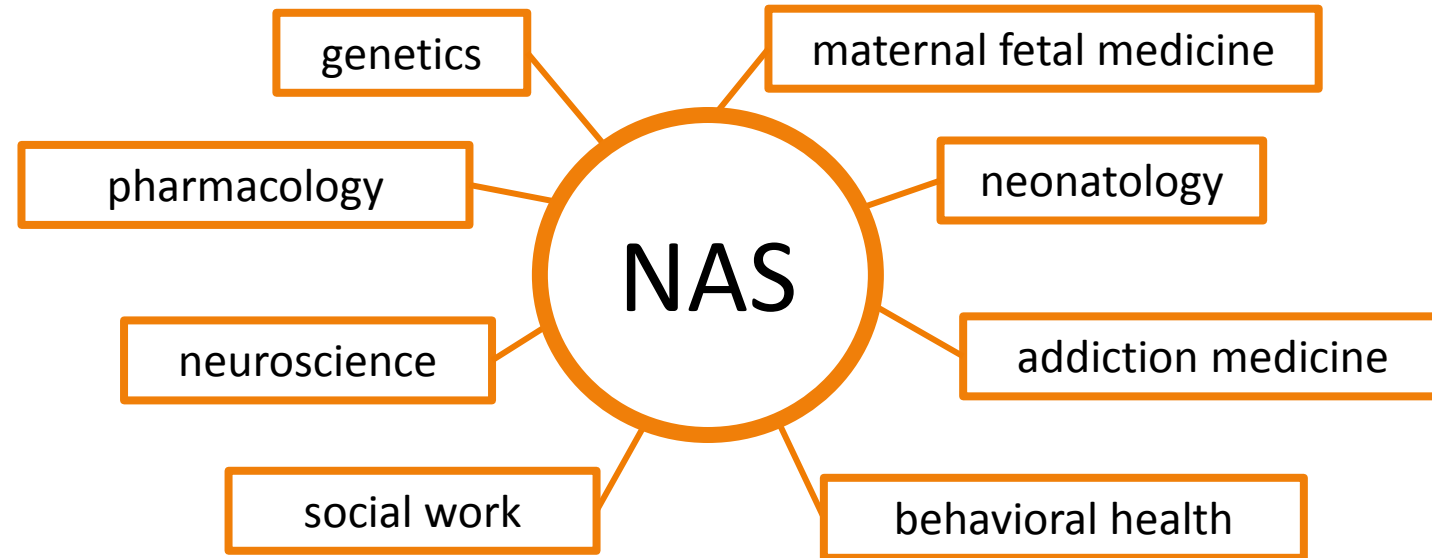 genetics
maternal fetal medicine
pharmacology
neonatology
NAS
neuroscience
addiction medicine
social work
behavioral health